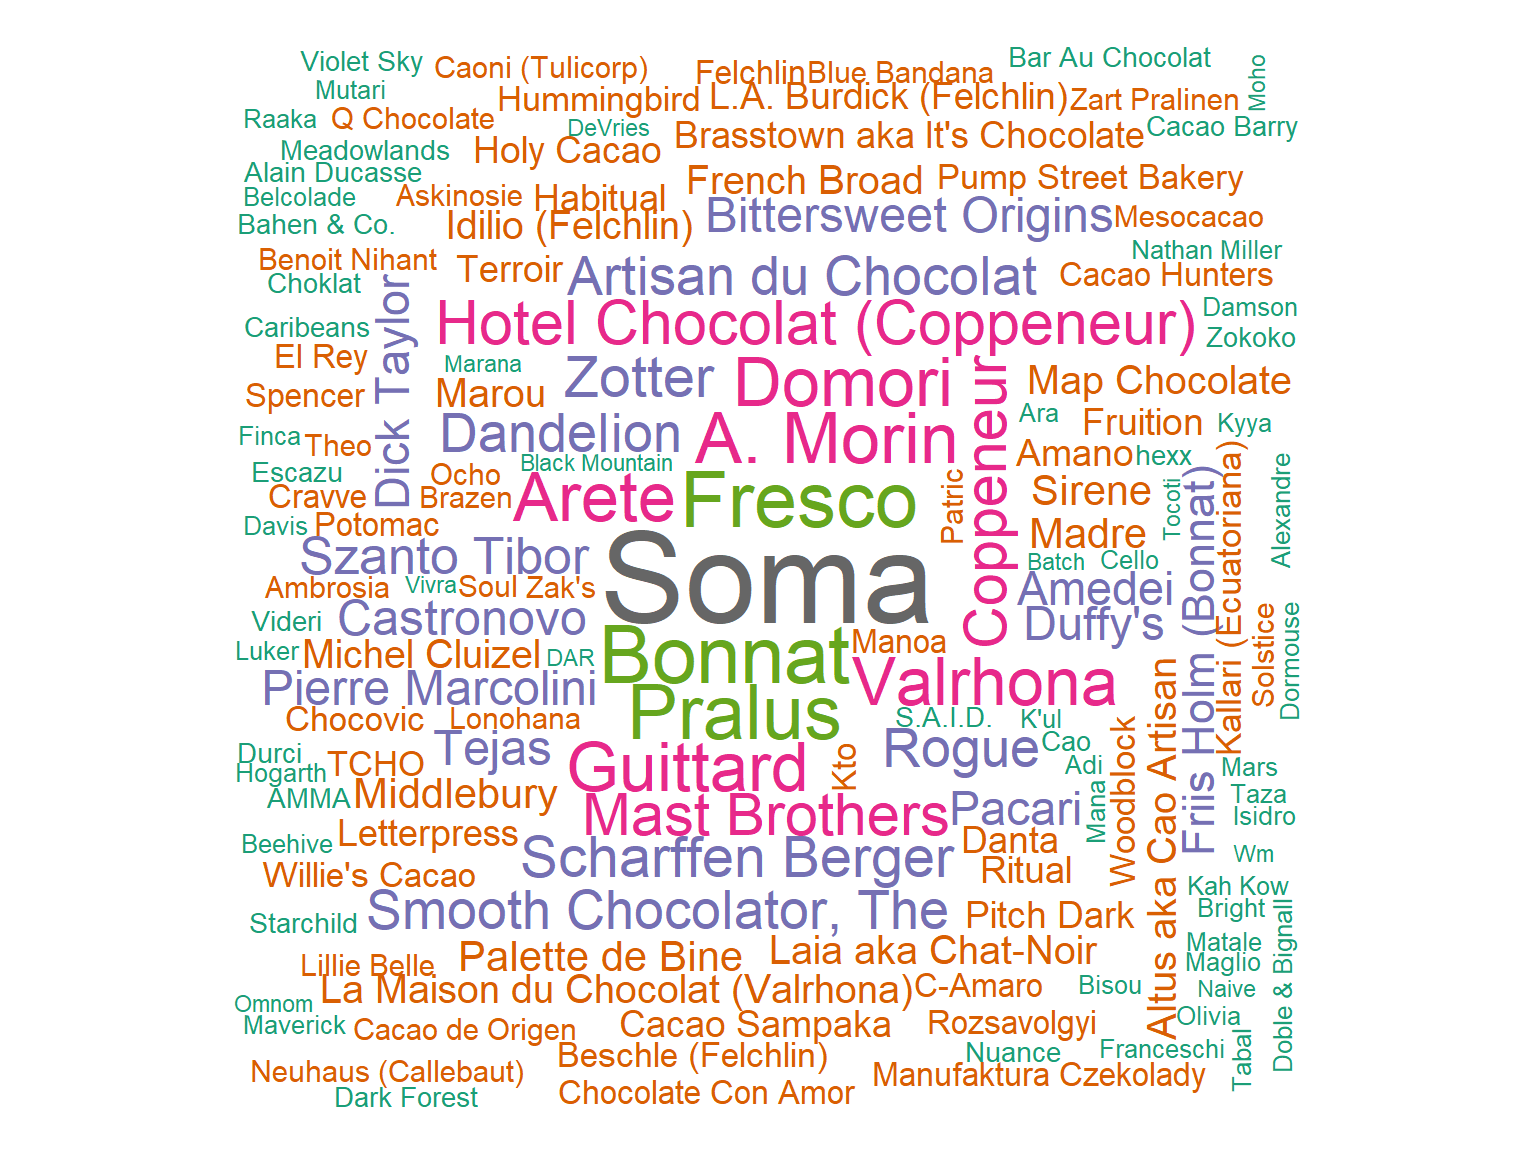 Violet Sky
Caoni (Tulicorp)
Felchlin
Blue Bandana
Bar Au Chocolat
Moho
Mutari
Hummingbird
L.A. Burdick (Felchlin)
Zart Pralinen
Raaka
Q Chocolate
DeVries
Brasstown aka It's Chocolate
Cacao Barry
Meadowlands
Holy Cacao
Alain Ducasse
French Broad
Pump Street Bakery
Belcolade
Askinosie
Habitual
Bahen & Co.
Idilio (Felchlin)
Bittersweet Origins
Mesocacao
Benoit Nihant
Terroir
Artisan du Chocolat
Nathan Miller
Cacao Hunters
Choklat
Dick Taylor
Hotel Chocolat (Coppeneur)
Damson
Caribeans
Zokoko
El Rey
Marana
Zotter
Domori
Coppeneur
Map Chocolate
Spencer
Marou
Ara
Fruition
Kyya
Finca
Theo
Dandelion
A. Morin
Amano
hexx
Escazu
Ocho
Black Mountain
Cravve
Brazen
Arete
Fresco
Patric
Sirene
Tocoti
Friis Holm (Bonnat)
Kallari (Ecuatoriana)
Alexandre
Davis
Potomac
Madre
Szanto Tibor
Soma
Batch
Cello
Ambrosia
Vivra
Soul
Zak's
Amedei
Videri
Castronovo
Duffy's
Solstice
Dormouse
Luker
Michel Cluizel
DAR
Bonnat
Manoa
Pierre Marcolini
Valrhona
Chocovic
Lonohana
Pralus
S.A.I.D.
K'ul
Woodblock
Altus aka Cao Artisan
Durci
Tejas
Rogue
Cao
Hogarth
TCHO
Guittard
Kto
Adi
Mars
AMMA
Middlebury
Mast Brothers
Pacari
Mana
Taza
Isidro
Beehive
Letterpress
Scharffen Berger
Danta
Wm
Willie's Cacao
Ritual
Kah Kow
Starchild
Smooth Chocolator, The
Pitch Dark
Bright
Doble & Bignall
Lillie Belle
Palette de Bine
Laia aka Chat-Noir
Matale
Maglio
Omnom
La Maison du Chocolat (Valrhona)
C-Amaro
Bisou
Naive
Maverick
Cacao de Origen
Cacao Sampaka
Rozsavolgyi
Olivia
Neuhaus (Callebaut)
Beschle (Felchlin)
Nuance
Franceschi
Tabal
Dark Forest
Chocolate Con Amor
Manufaktura Czekolady